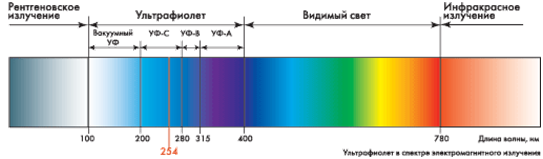 Рентгеновское излучение
Ультрафиолет
Видимый свет
Инфракрасное излучение
Вакуумный УФ
УФ-С
УФ-В
УФ-А
100
200
254
280
315
400
780
Длина волны, нм
Ультрафиолет в спектре электромагнитного излучения